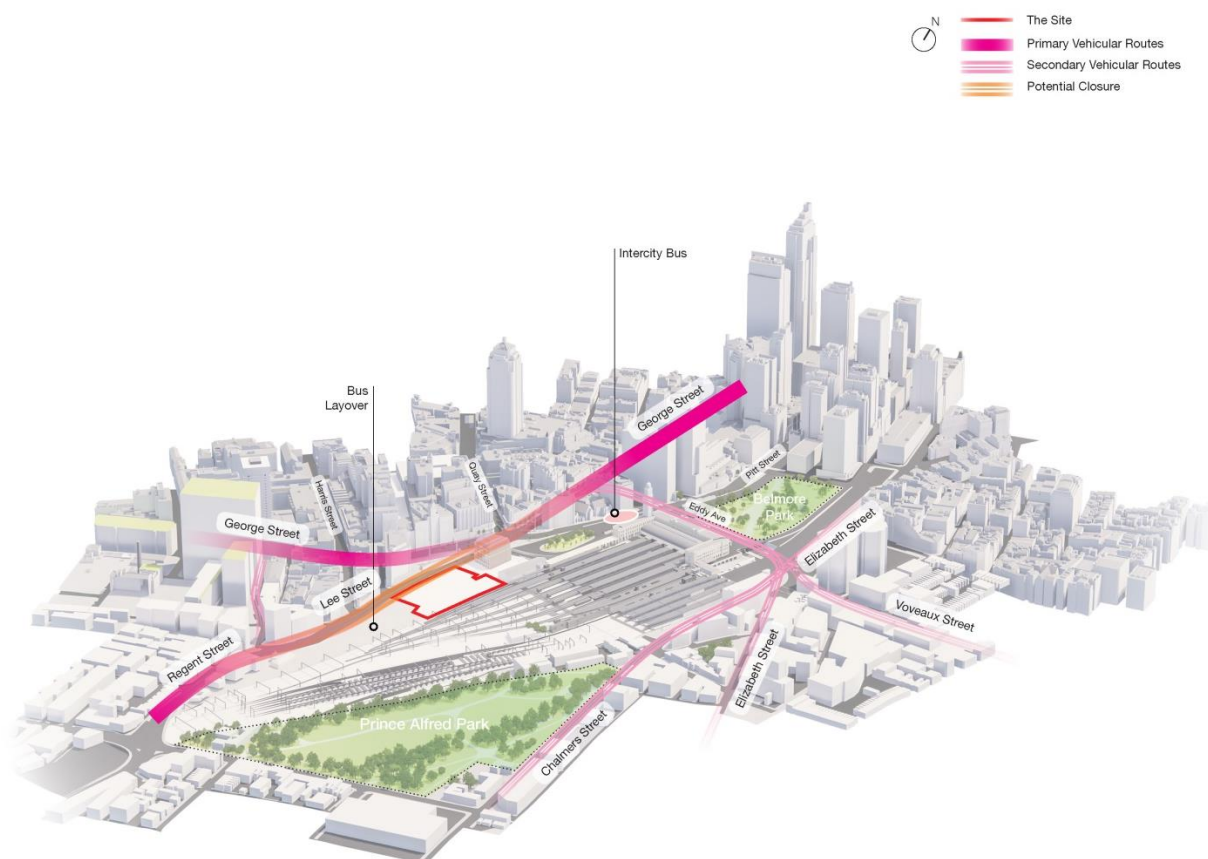 N
The Site
Primary Vehicular Routes
Secondary Vehicular Routes
Potential Closure
Intercity Bus
Bus
Layover
George Street
Quay Street
Pitt Street
Harris Street
Belmore
Park
Eddy Ave
George Street
Elizabeth Street
Lee Street
Voveaux Street
Regent Street
Elizabeth Street
Prince Alfred Park
Chalmers Street